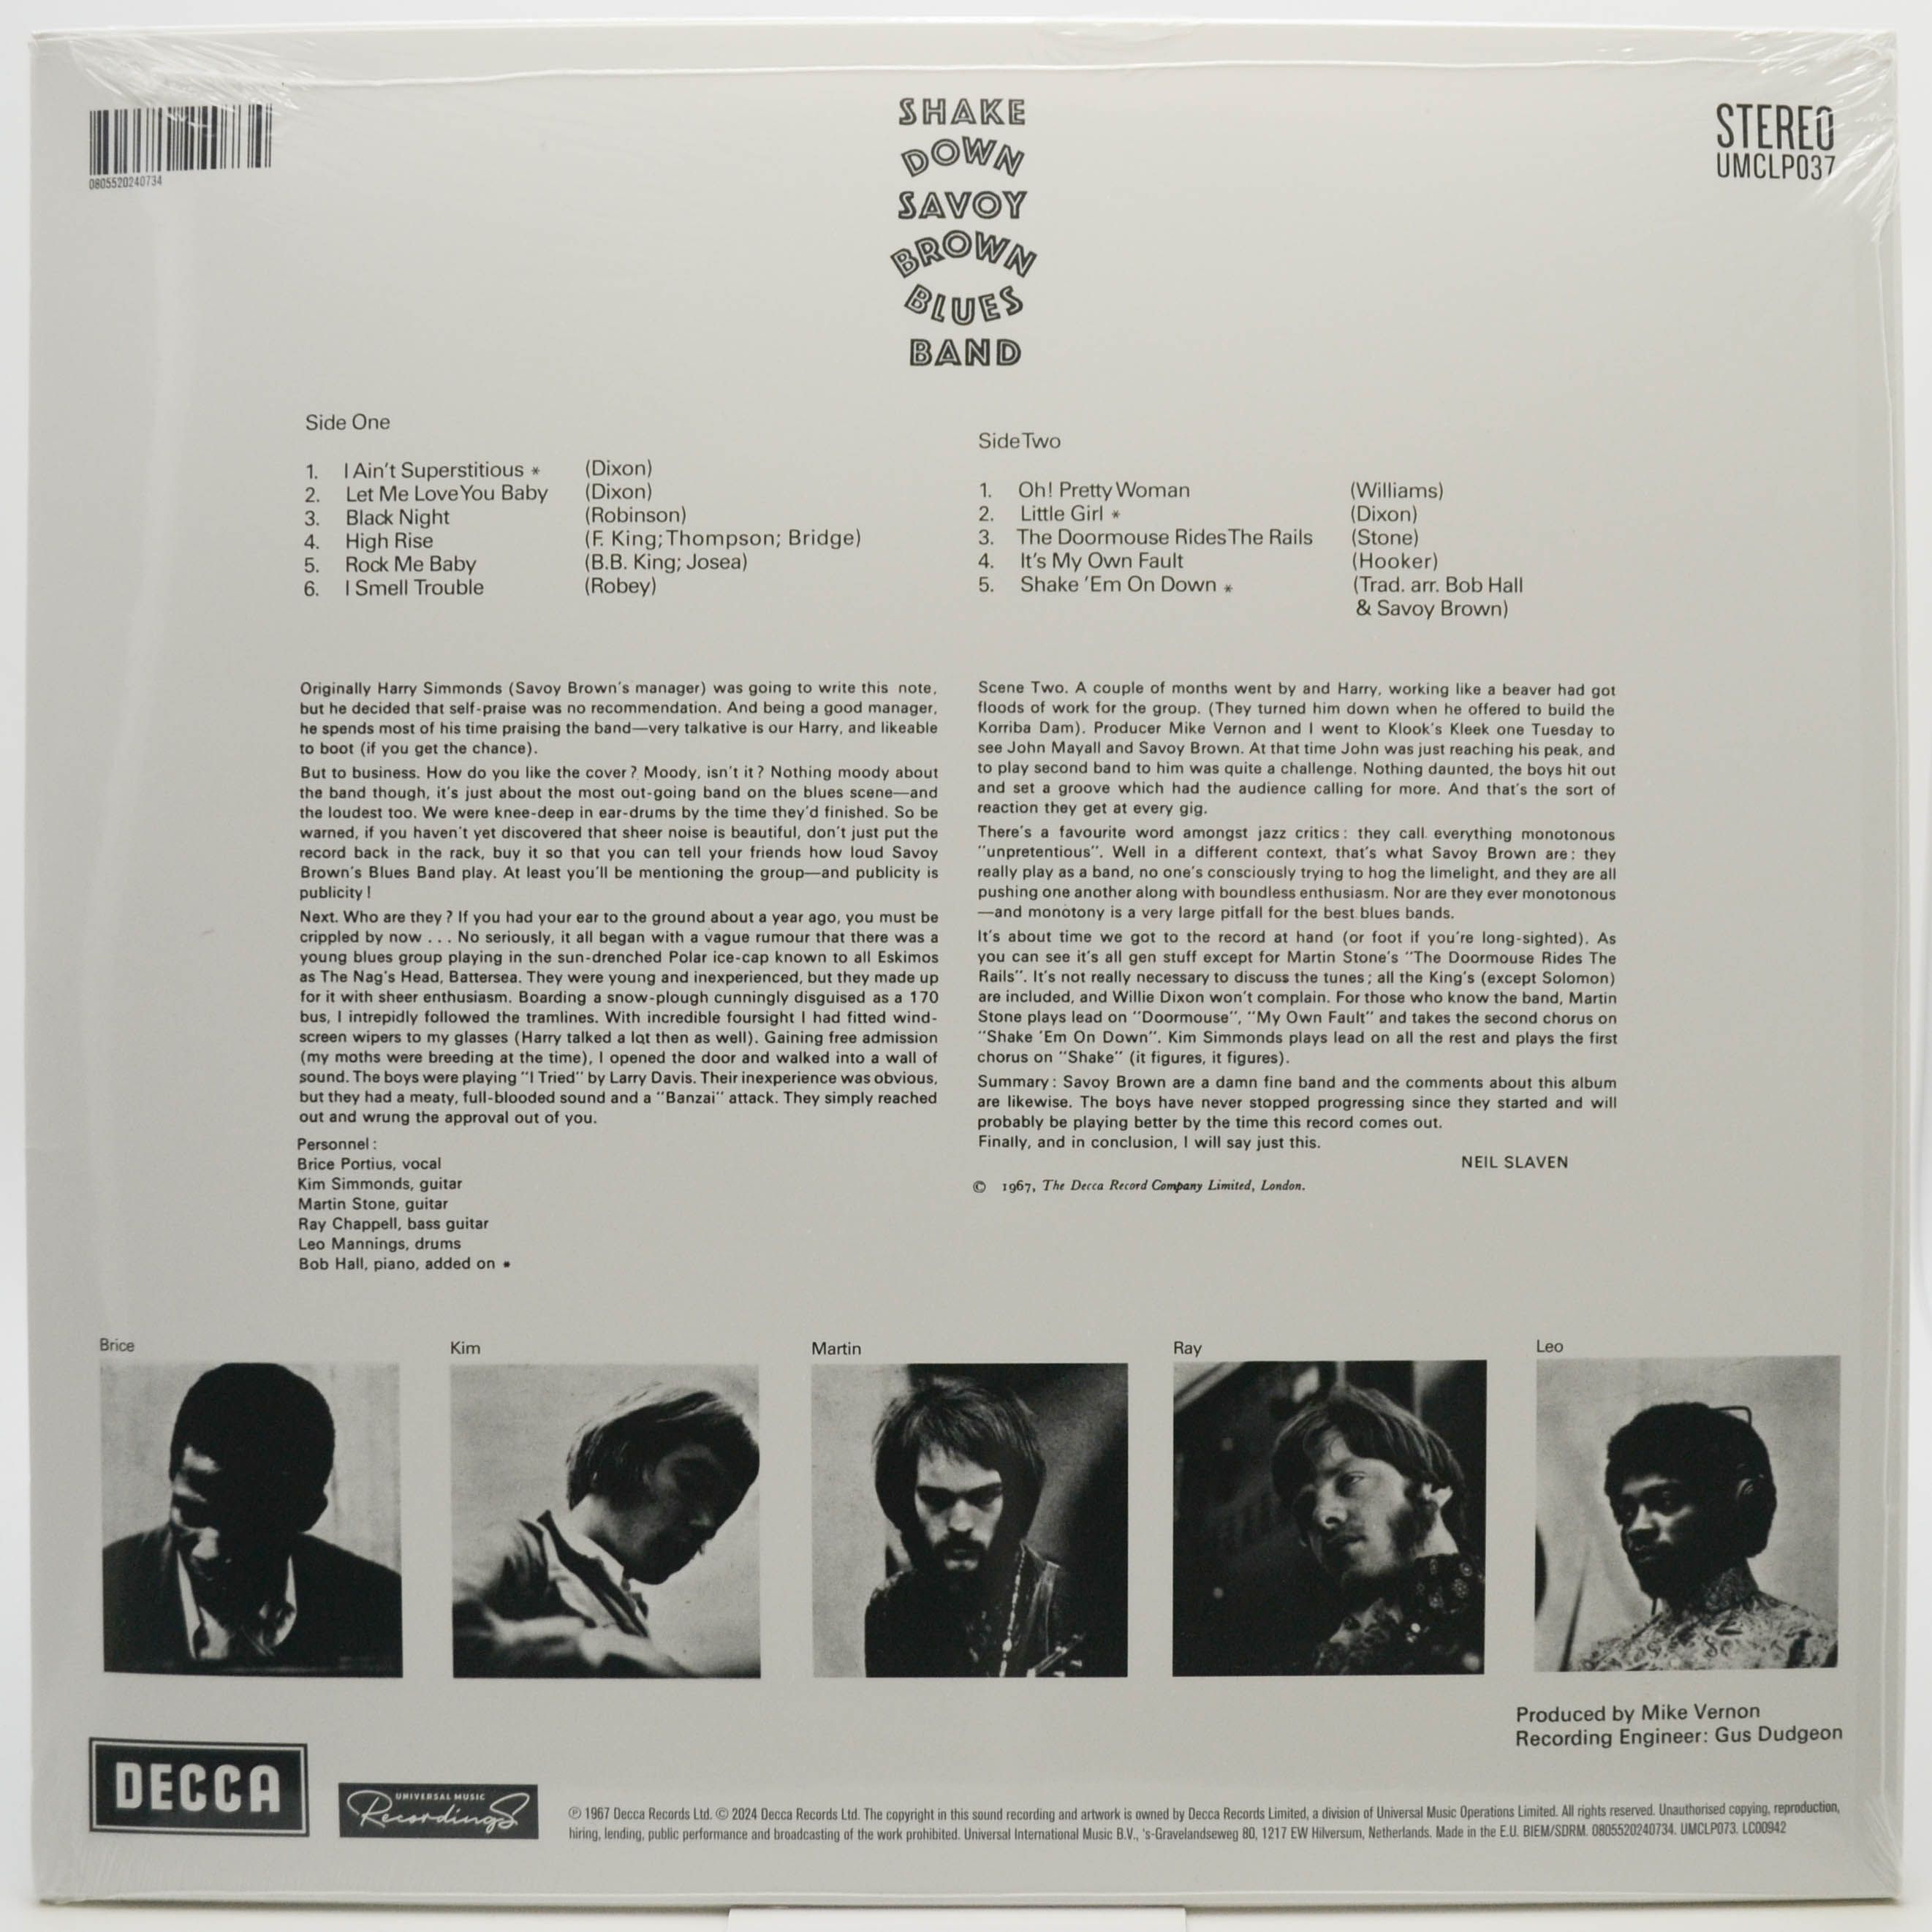 0805520240734
SHAKE
DOWN
SAVOY
BROWN
BLUES
BAND
STEREO
UMCLP037
Side One
1. I Ain't Superstitious * (Dixon)
2. Let Me Love You Baby (Dixon)
3. Black Night (Robinson)
4. High Rise (F. King; Thompson; Bridge)
5. Rock Me Baby (B.B. King; Josea)
6. I Smell Trouble (Robey)
Side Two
1. Oh! Pretty Woman (Williams)
2. Little Girl * (Dixon)
3. The Doormouse Rides The Rails (Stone)
4. It's My Own Fault (Hooker)
5. Shake 'Em On Down * (Trad. arr. Bob Hall
& Savoy Brown)
Originally Harry Simmonds (Savoy Brown's manager) was going to write this note,
but he decided that self-praise was no recommendation. And being a good manager,
he spends most of his time praising the band—very talkative is our Harry, and likeable
to boot (if you get the chance).
But to business. How do you like the cover? Moody, isn't it? Nothing moody about
the band though, it's just about the most out-going band on the blues scene—and
the loudest too. We were knee-deep in ear-drums by the time they'd finished. So be
warned, if you haven't yet discovered that sheer noise is beautiful, don't just put the
record back in the rack, buy it so that you can tell your friends how loud Savoy
Brown's Blues Band play. At least you'll be mentioning the group—and publicity is
publicity!
Next. Who are they? If you had your ear to the ground about a year ago, you must be
crippled by now . . . No seriously, it all began with a vague rumour that there was a
young blues group playing in the sun-drenched Polar ice-cap known to all Eskimos
as The Nag's Head, Battersea. They were young and inexperienced, but they made up
for it with sheer enthusiasm. Boarding a snow-plough cunningly disguised as a 170
bus, I intrepidly followed the tramlines. With incredible foursight I had fitted wind-
screen wipers to my glasses (Harry talked a lot then as well). Gaining free admission
(my moths were breeding at the time), I opened the door and walked into a wall of
sound. The boys were playing "I Tried" by Larry Davis. Their inexperience was obvious,
but they had a meaty, full-blooded sound and a "Banzai" attack. They simply reached
out and wrung the approval out of you.
Personnel:
Brice Portius, vocal
Kim Simmonds, guitar
Martin Stone, guitar
Ray Chappell, bass guitar
Leo Mannings, drums
Bob Hall, piano, added on *
Scene Two. A couple of months went by and Harry, working like a beaver had got
floods of work for the group. (They turned him down when he offered to build the
Korriba Dam). Producer Mike Vernon and I went to Klook's Kleek one Tuesday to
see John Mayall and Savoy Brown. At that time John was just reaching his peak, and
to play second band to him was quite a challenge. Nothing daunted, the boys hit out
and set a groove which had the audience calling for more. And that's the sort of
reaction they get at every gig.
There's a favourite word amongst jazz critics: they call everything monotonous
"unpretentious". Well in a different context, that's what Savoy Brown are: they
really play as a band, no one's consciously trying to hog the limelight, and they are all
pushing one another along with boundless enthusiasm. Nor are they ever monotonous
—and monotony is a very large pitfall for the best blues bands.
It's about time we got to the record at hand (or foot if you're long-sighted). As
you can see it's all gen stuff except for Martin Stone's "The Doormouse Rides The
Rails". It's not really necessary to discuss the tunes; all the King's (except Solomon)
are included, and Willie Dixon won't complain. For those who know the band, Martin
Stone plays lead on "Doormouse", "My Own Fault" and takes the second chorus on
"Shake 'Em On Down". Kim Simmonds plays lead on all the rest and plays the first
chorus on "Shake" (it figures, it figures).
Summary: Savoy Brown are a damn fine band and the comments about this album
are likewise. The boys have never stopped progressing since they started and will
probably be playing better by the time this record comes out.
Finally, and in conclusion, I will say just this.
NEIL SLAVEN
© 1967, The Decca Record Company Limited, London.
Brice Kim Martin Ray Leo
Produced by Mike Vernon
Recording Engineer: Gus Dudgeon
DECCA
UNIVERSAL MUSIC
Recordings
℗ 1967 Decca Records Ltd. © 2024 Decca Records Ltd. The copyright in this sound recording and artwork is owned by Decca Records Limited, a division of Universal Music Operations Limited. All rights reserved. Unauthorised copying, reproduction,
hiring, lending, public performance and broadcasting of the work prohibited. Universal International Music B.V., 's-Gravelandseweg 80, 1217 EW Hilversum, Netherlands. Made in the E.U. BIEM/SDRM. 0805520240734. UMCLP073. LC00942